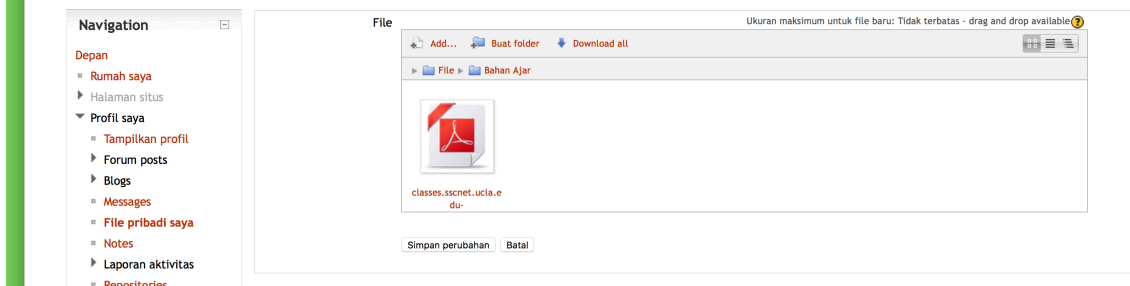 Navigation
Depan
Rumah saya
Halaman situs
Profil saya
Tampilkan profil
Forum posts
Blogs
Messages
File pribadi saya
Notes
Laporan aktivitas
Repositories
File
Ukuran maksimum untuk file baru: Tidak terbatas - drag and drop available
Add... Buat folder Download all
File Bahan Ajar
classes.sscnet.ucla.e
du-
Simpan perubahan Batal